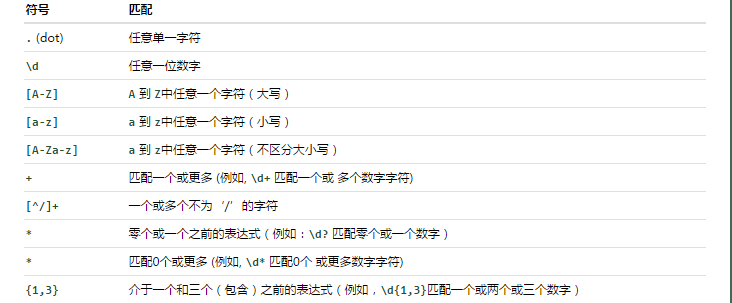 符号 匹配
. (dot) 任意单一字符
\d 任意一位数字
[A-Z] A 到 Z中任意一个字符（大写）
[a-z] a 到 z中任意一个字符（小写）
[A-Za-z] a 到 z中任意一个字符（不区分大小写）
+ 匹配一个或更多 (例如, \d+ 匹配一个或 多个数字字符)
[^/]+ 一个或多个不为‘/’的字符
* 零个或一个之前的表达式（例如：\d? 匹配零个或一个数字）
* 匹配0个或更多 (例如, \d* 匹配0个 或更多数字字符)
{1,3} 介于一个和三个（包含）之前的表达式（例如，\d{1,3}匹配一个或两个或三个数字）